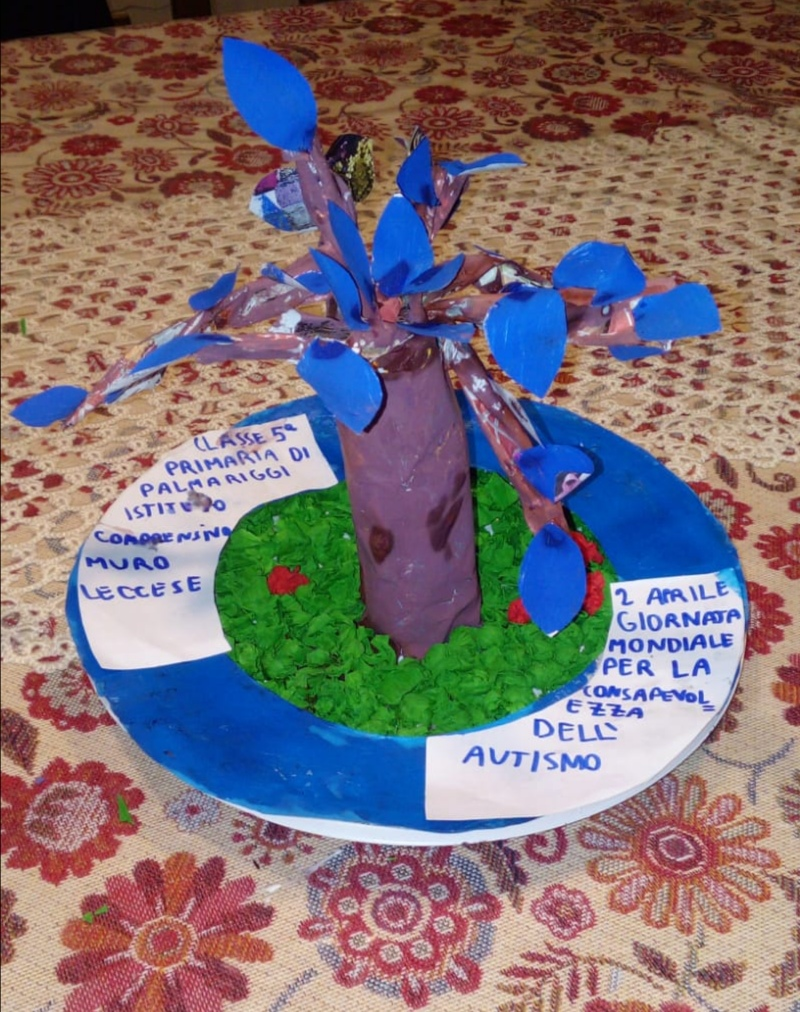 CLASSE 5ª
PRIMARIA DI
PALMARIGGI
ISTITUTO
COMPRENSIVO
MURO
LECCESE
2 APRILE
GIORNATA
MONDIALE
PER LA
CONSAPEVOL=
EZZA
DELL'
AUTISMO